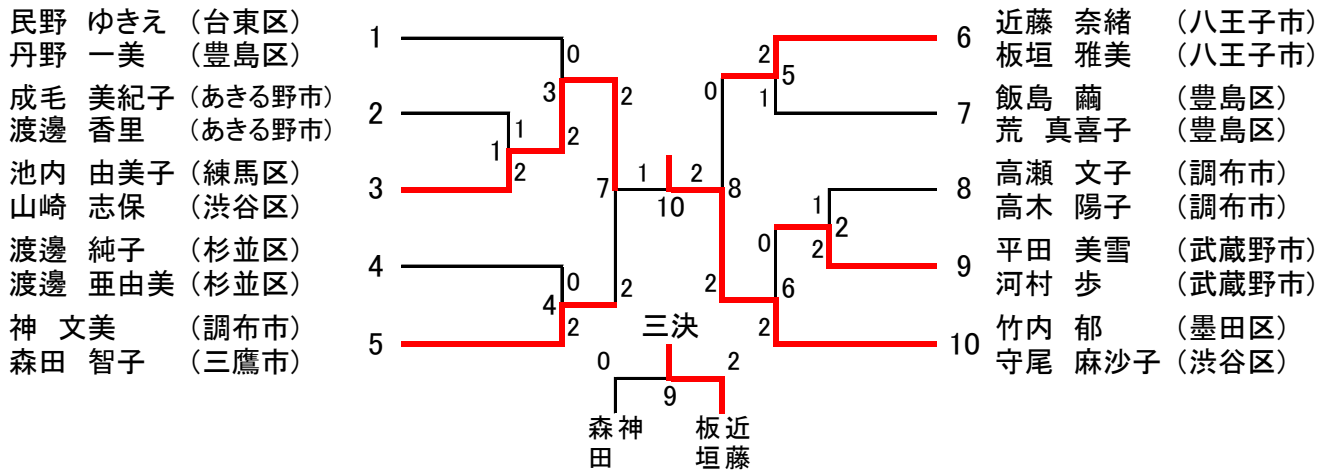 民野 ゆきえ (台東区)
丹野 一美 (豊島区)
1
成毛 美紀子 (あきる野市)
渡邊 香里 (あきる野市)
2
池内 由美子 (練馬区)
山崎 志保 (渋谷区)
3
渡邊 純子 (杉並区)
渡邉 亜由美 (杉並区)
4
神 文美 (調布市)
森田 智子 (三鷹市)
5
0
3
2
1
1
2
2
7
0
4
2
2
1
2
10
6
近藤 奈緒 (八王子市)
板垣 雅美 (八王子市)
7
飯島 繭 (豊島区)
荒 真喜子 (豊島区)
8
高瀬 文子 (調布市)
高木 陽子 (調布市)
9
平田 美雪 (武蔵野市)
河村 歩 (武蔵野市)
10
竹内 郁 (墨田区)
守尾 麻沙子 (渋谷区)
2
5
0
1
8
1
2
0
2
2
6
2
三決
0
2
9
森田
神
板垣
近藤